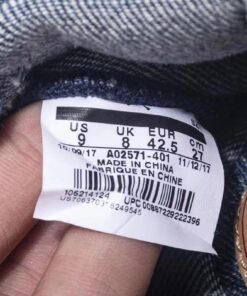 US UK EUR cm
9 8 42.5 27
10/09/17 A02571-401 11/12/17
MADE IN CHINA
FABRIQUE EN CHINE
106214124
UPC 00887229222396